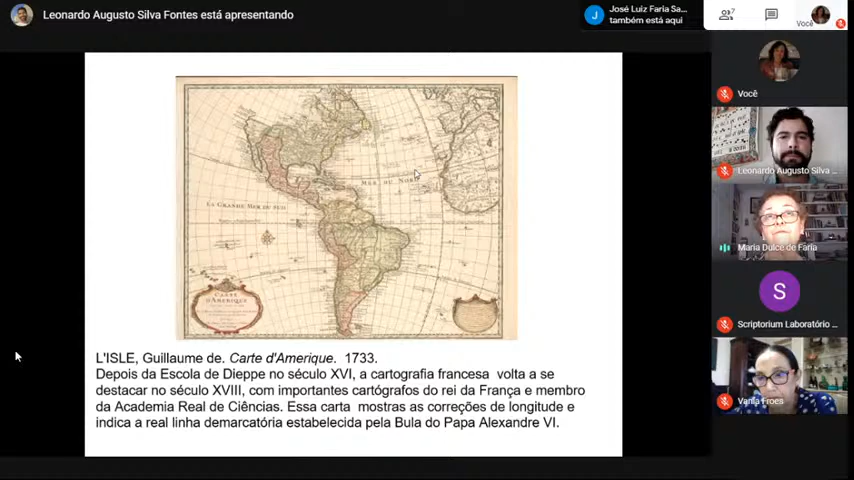 Leonardo Augusto Silva Fontes está apresentando
José Luiz Faria Sa...
também está aqui
J
7
Você
Você
Leonardo Augusto Silva ...
Maria Dulce de Faria
S
Scriptorium Laboratório ...
Vania Froes
MER DU NORD
LA GRANDE MER DU SUD
CARTE
D'AMERIQUE
L'ISLE, Guillaume de. Carte d'Amerique. 1733.
Depois da Escola de Dieppe no século XVI, a cartografia francesa volta a se
destacar no século XVIII, com importantes cartógrafos do rei da França e membro
da Academia Real de Ciências. Essa carta mostras as correções de longitude e
indica a real linha demarcatória estabelecida pela Bula do Papa Alexandre VI.